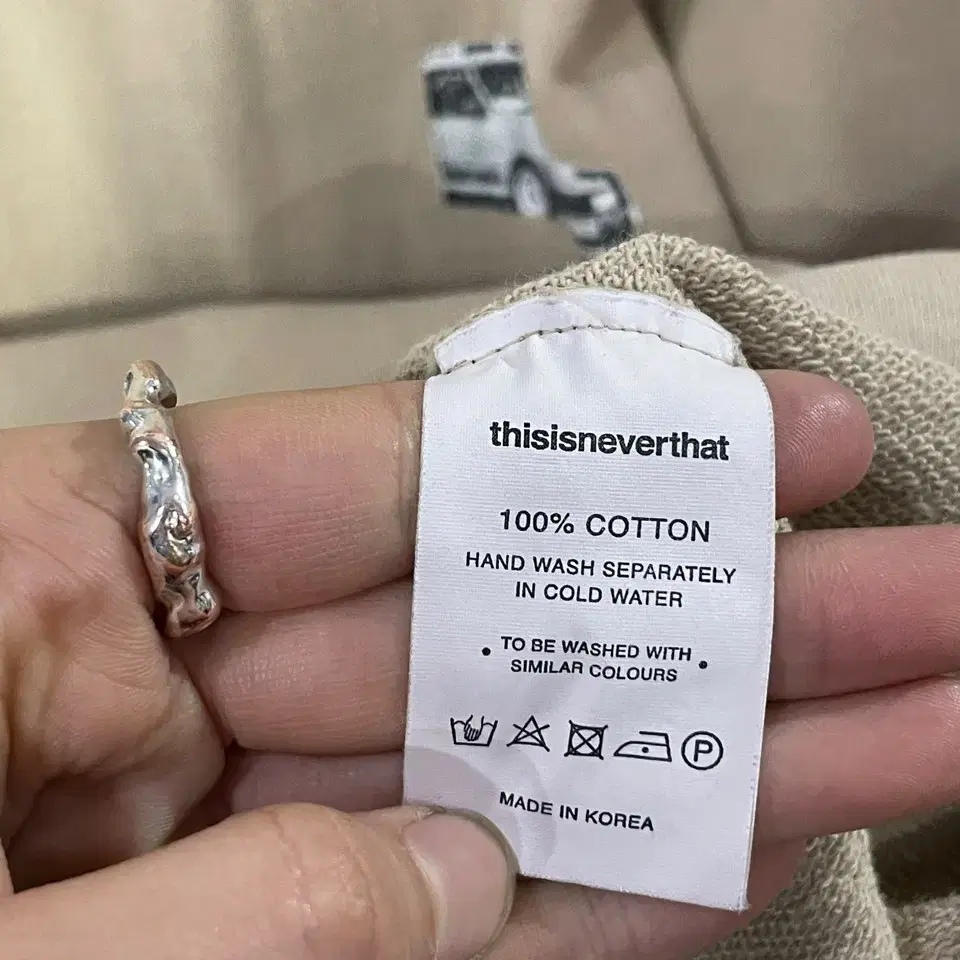 thisisneverthat
100% COTTON
HAND WASH SEPARATELY
IN COLD WATER
• TO BE WASHED WITH •
SIMILAR COLOURS
P
MADE IN KOREA